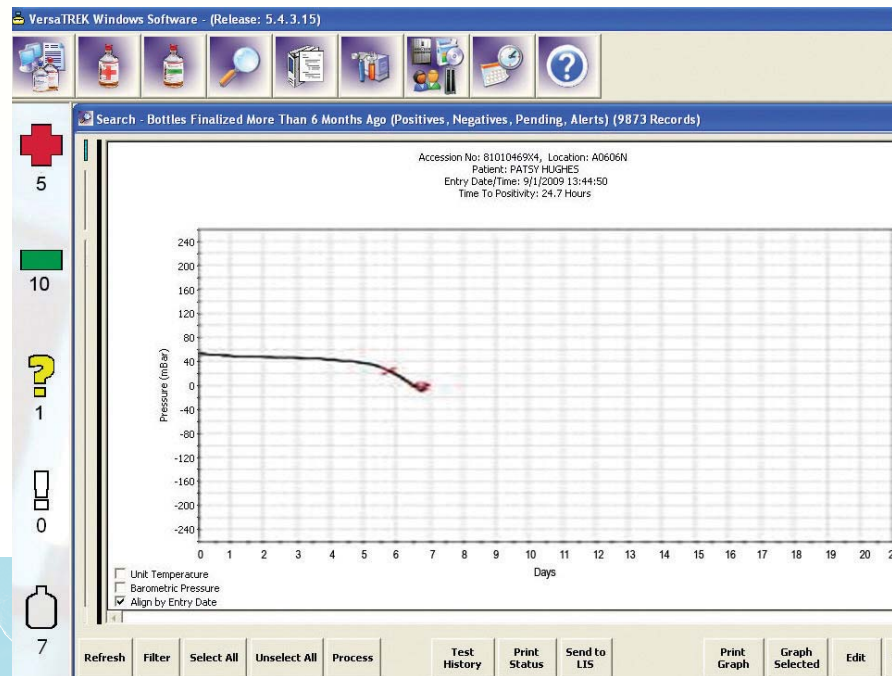 VersaTREK Windows Software - (Release: 5.4.3.15)
Search - Bottles Finalized More Than 6 Months Ago (Positives, Negatives, Pending, Alerts) (9873 Records)
5
10
1
0
7
Accession No: 81010469X4, Location: A0606N
Patient: PATSY HUGHES
Entry Date/Time: 9/1/2009 13:44:50
Time To Positivity: 24.7 Hours
Pressure (mBar)
240
200
160
120
80
40
0
-40
-80
-120
-160
-200
-240
0 1 2 3 4 5 6 7 8 9 10 11 12 13 14 15 16 17 18 19 20
Days
Unit Temperature
Barometric Pressure
Align by Entry Date
Refresh Filter Select All Unselect All Process Test History Print Status Send to LIS Print Graph Graph Selected Edit